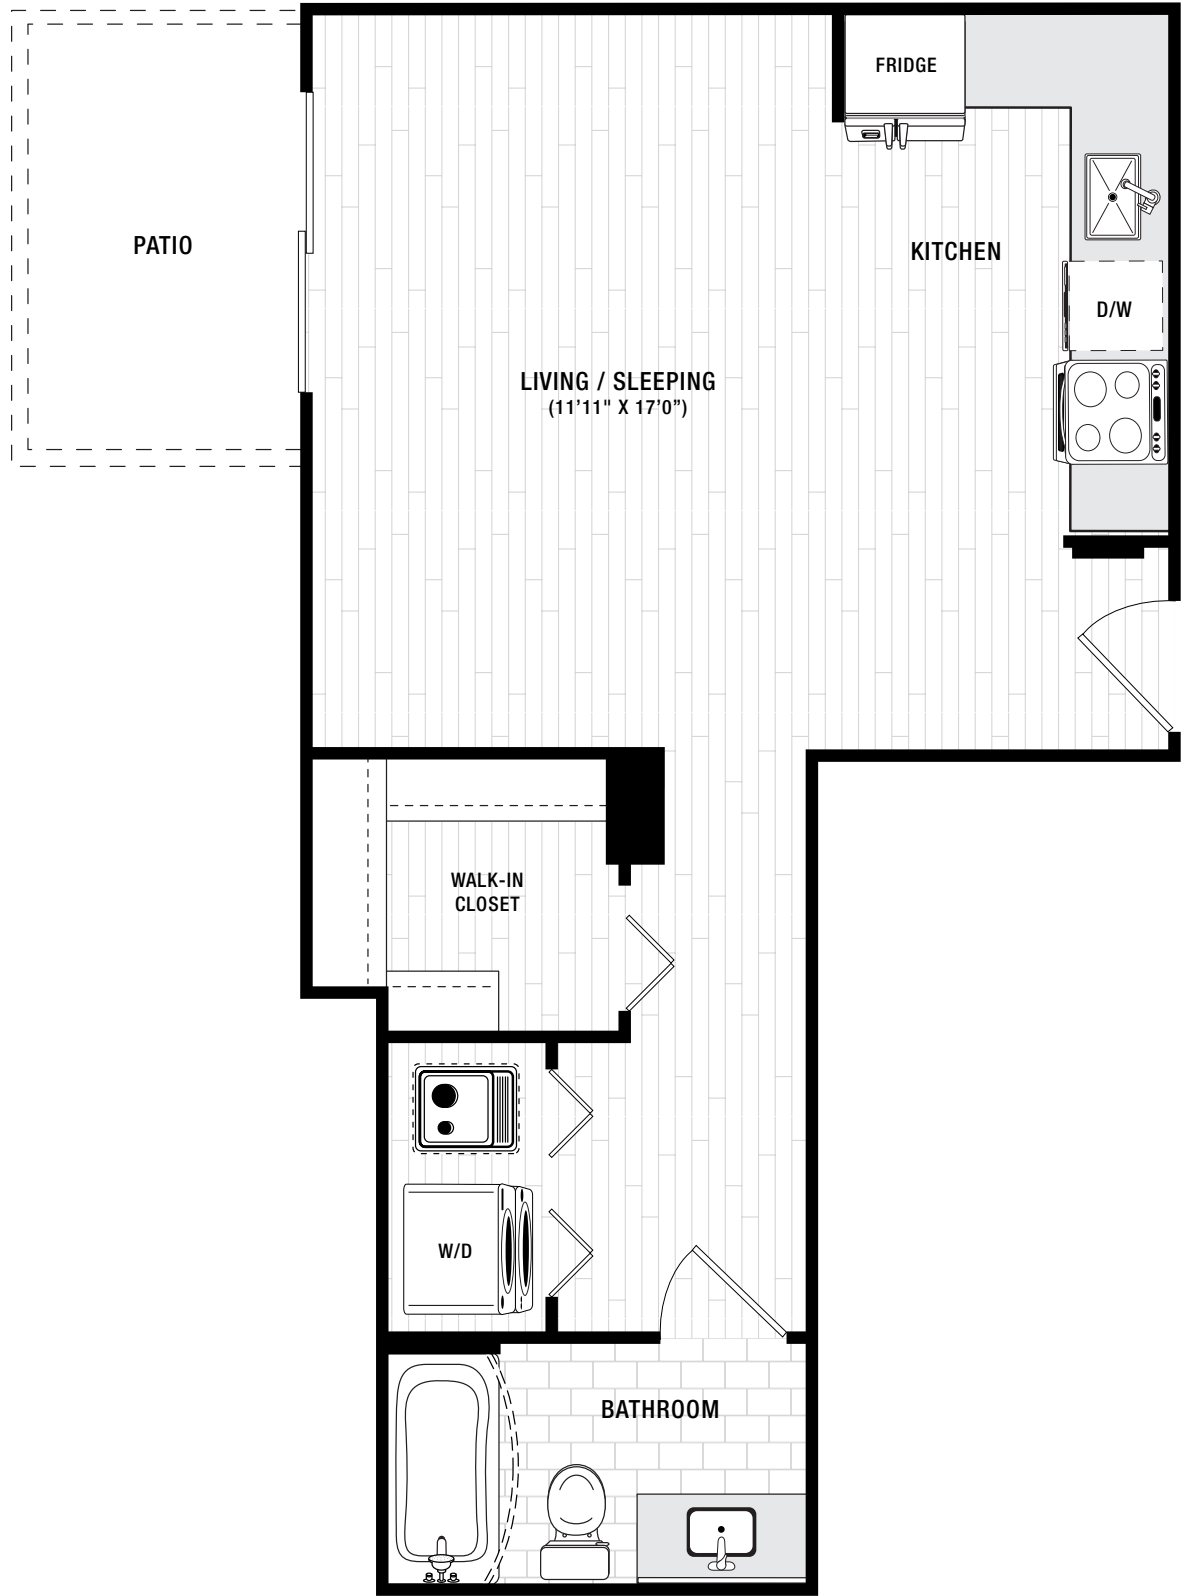 FRIDGE
PATIO
KITCHEN
D/W
LIVING / SLEEPING
(11'11" X 17'0”)
WALK-IN
CLOSET
W/D
BATHROOM